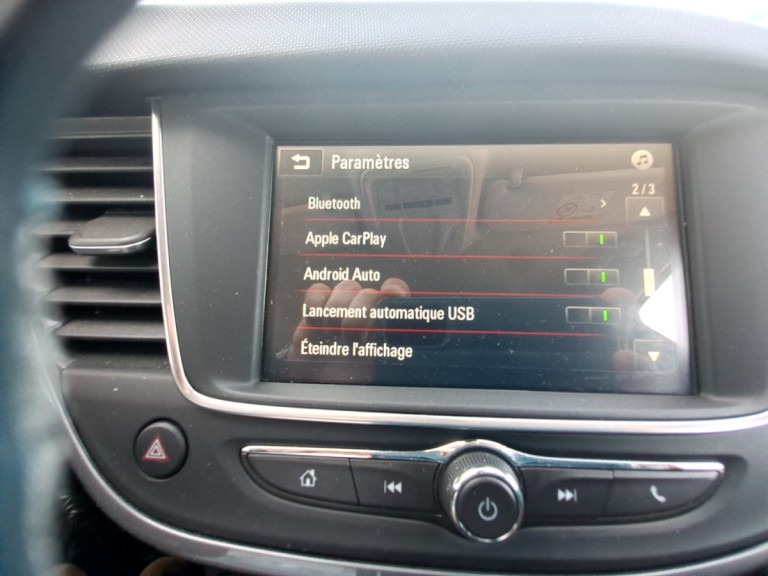 Paramètres
2/3
Bluetooth
Apple CarPlay
Android Auto
Lancement automatique USB
Éteindre l'affichage